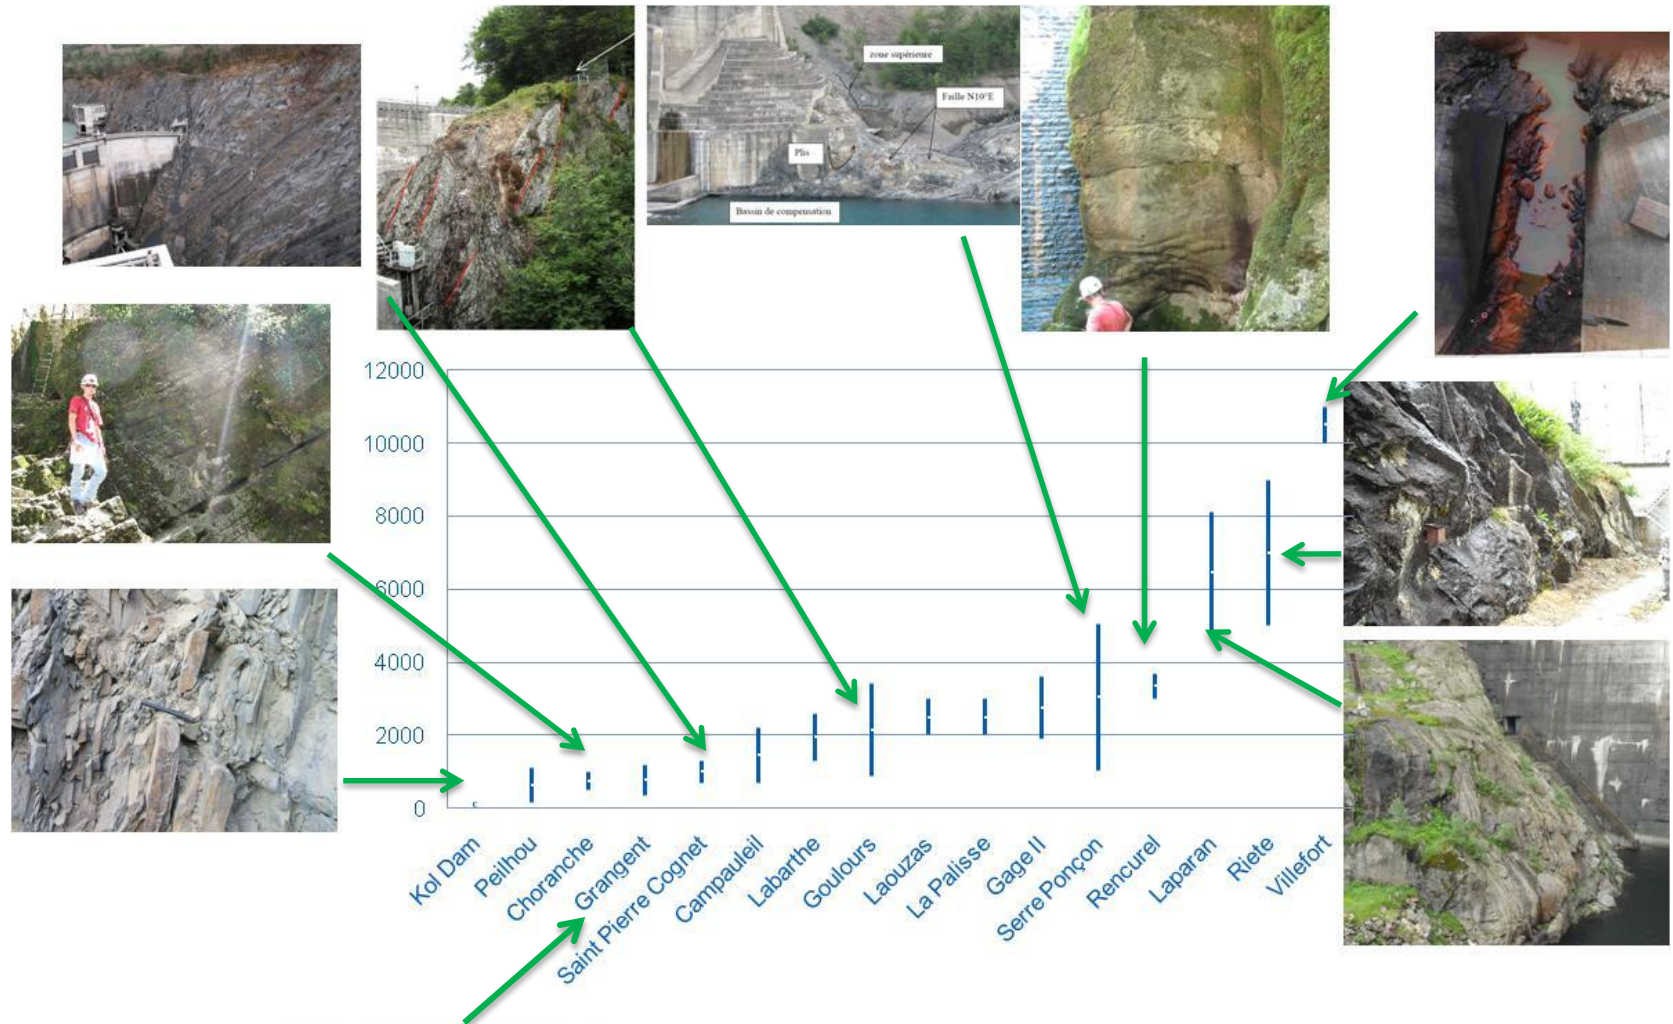 zone supérieure
Faille N10°E
Plis
Bassin de compensation
12000
10000
8000
6000
4000
2000
0
Kol Dam
Peilhou
Choranche
Grangent
Saint Pierre Cognet
Campauleil
Labarthe
Goulours
Laouzas
La Palisse
Gage II
Serre Ponçon
Rencurel
Laparan
Riete
Villefort